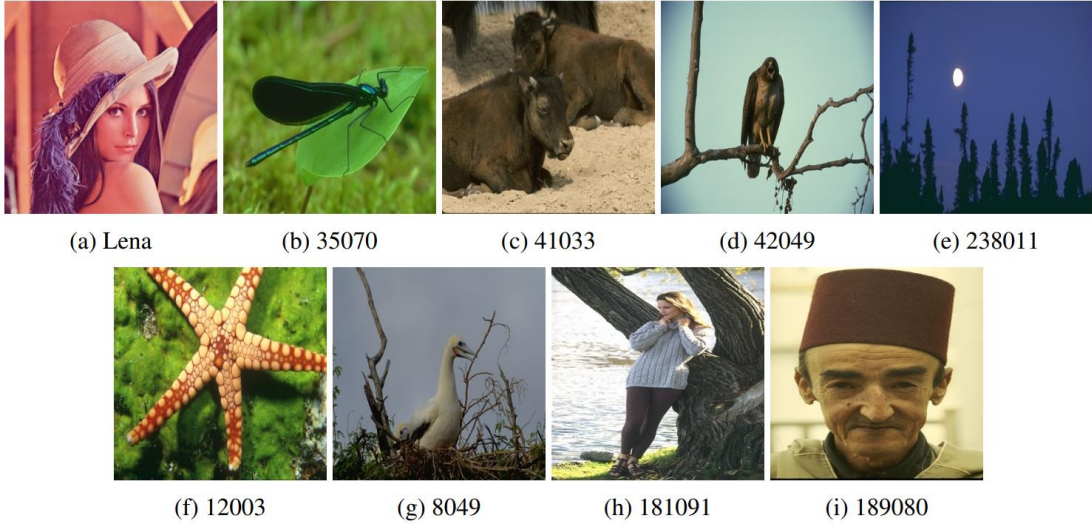 (a) Lena
(b) 35070
(c) 41033
(d) 42049
(e) 238011
(f) 12003
(g) 8049
(h) 181091
(i) 189080